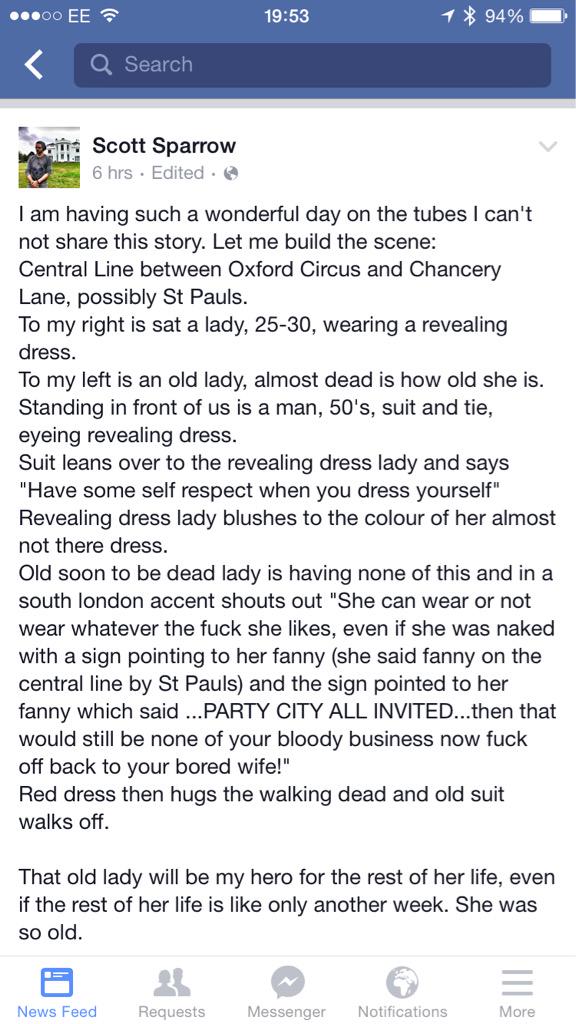 EE 19:53 94%
Search
Scott Sparrow
6 hrs · Edited ·
I am having such a wonderful day on the tubes I can't
not share this story. Let me build the scene:
Central Line between Oxford Circus and Chancery
Lane, possibly St Pauls.
To my right is sat a lady, 25-30, wearing a revealing
dress.
To my left is an old lady, almost dead is how old she is.
Standing in front of us is a man, 50's, suit and tie,
eyeing revealing dress.
Suit leans over to the revealing dress lady and says
"Have some self respect when you dress yourself"
Revealing dress lady blushes to the colour of her almost
not there dress.
Old soon to be dead lady is having none of this and in a
south london accent shouts out "She can wear or not
wear whatever the fuck she likes, even if she was naked
with a sign pointing to her fanny (she said fanny on the
central line by St Pauls) and the sign pointed to her
fanny which said ...PARTY CITY ALL INVITED...then that
would still be none of your bloody business now fuck
off back to your bored wife!"
Red dress then hugs the walking dead and old suit
walks off.
That old lady will be my hero for the rest of her life, even
if the rest of her life is like only another week. She was
so old.
News Feed Requests Messenger Notifications More